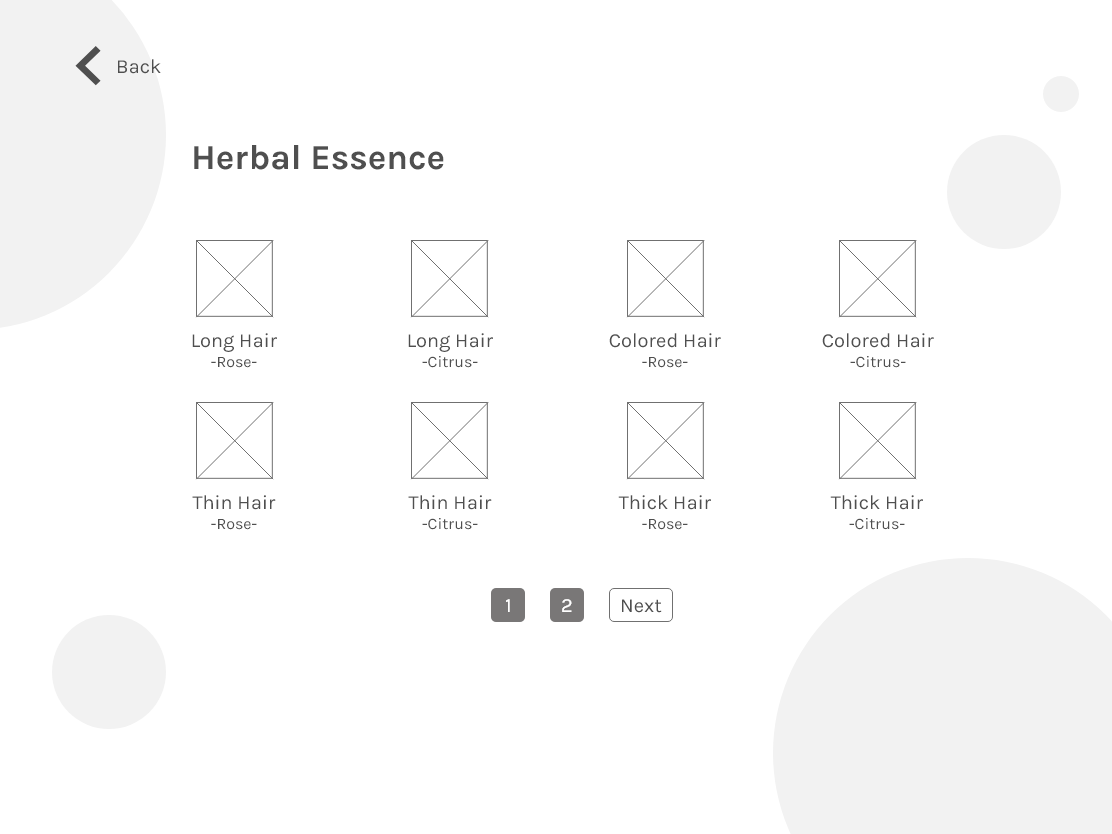 Back
Herbal Essence
Long Hair
-Rose-
Long Hair
-Citrus-
Colored Hair
-Rose-
Colored Hair
-Citrus-
Thin Hair
-Rose-
Thin Hair
-Citrus-
Thick Hair
-Rose-
Thick Hair
-Citrus-
1
2
Next